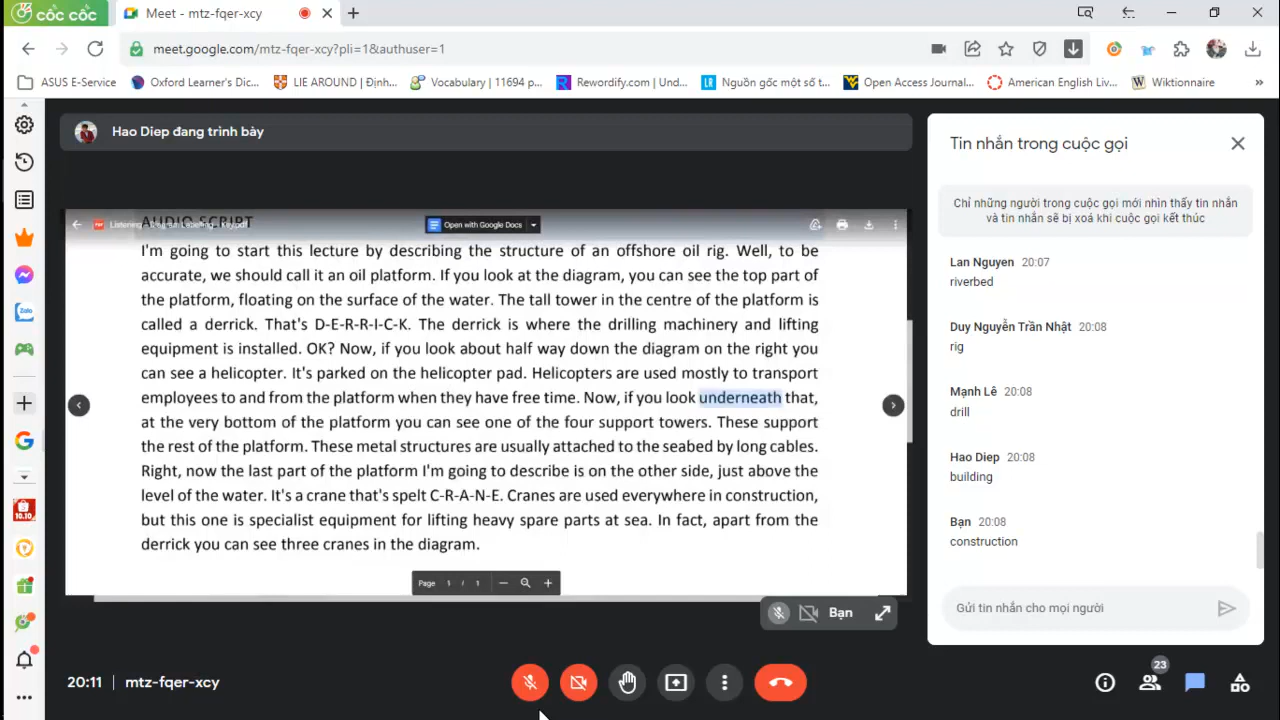 cốc cốc
Meet - mtz-fqer-xcy
meet.google.com/mtz-fqer-xcy?pli=1&authuser=1
ASUS E-Service
Oxford Learner's Dic...
LIE AROUND | Định...
Vocabulary | 11694 p...
Rewordify.com | Und...
Nguồn gốc một số t...
Open Access Journal...
American English Liv...
Wiktionnaire
Hao Diep đang trình bày
AUDIO SCRIPT
Open with Google Docs
I'm going to start this lecture by describing the structure of an offshore oil rig. Well, to be
accurate, we should call it an oil platform. If you look at the diagram, you can see the top part of
the platform, floating on the surface of the water. The tall tower in the centre of the platform is
called a derrick. That's D-E-R-R-I-C-K. The derrick is where the drilling machinery and lifting
equipment is installed. OK? Now, if you look about half way down the diagram on the right you
can see a helicopter. It's parked on the helicopter pad. Helicopters are used mostly to transport
employees to and from the platform when they have free time. Now, if you look underneath that,
at the very bottom of the platform you can see one of the four support towers. These support
the rest of the platform. These metal structures are usually attached to the seabed by long cables.
Right, now the last part of the platform I'm going to describe is on the other side, just above the
level of the water. It's a crane that's spelt C-R-A-N-E. Cranes are used everywhere in construction,
but this one is specialist equipment for lifting heavy spare parts at sea. In fact, apart from the
derrick you can see three cranes in the diagram.
Page 1 / 1
Bạn
Tin nhắn trong cuộc gọi
Chỉ những người trong cuộc gọi mới nhìn thấy tin nhắn
và tin nhắn sẽ bị xoá khi cuộc gọi kết thúc
Lan Nguyen 20:07
riverbed
Duy Nguyễn Trần Nhật 20:08
rig
Mạnh Lê 20:08
drill
Hao Diep 20:08
building
Bạn 20:08
construction
Gửi tin nhắn cho mọi người
20:11 | mtz-fqer-xcy
23
Zalo
10.10